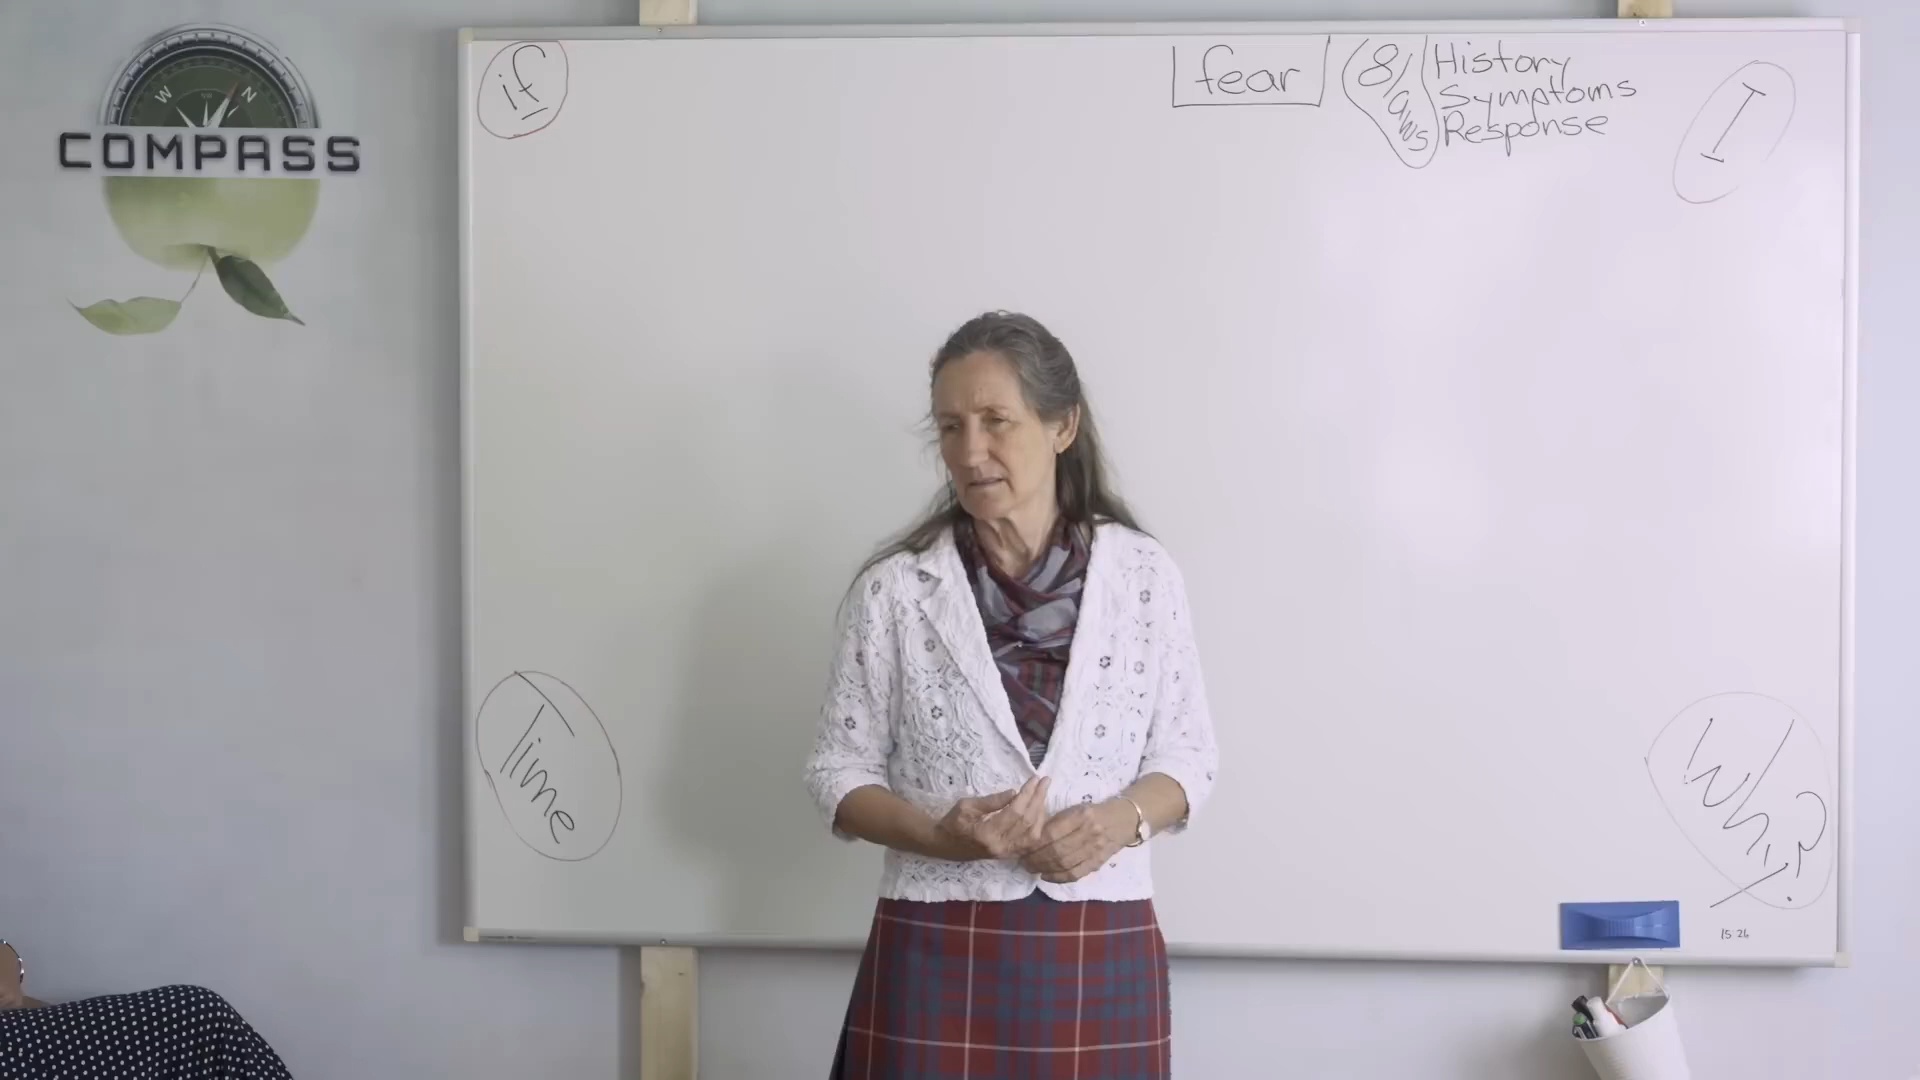 W N
COMPASS
if
fear
8 laws
History
Symptoms
Response
I
Time
Why?
15:26